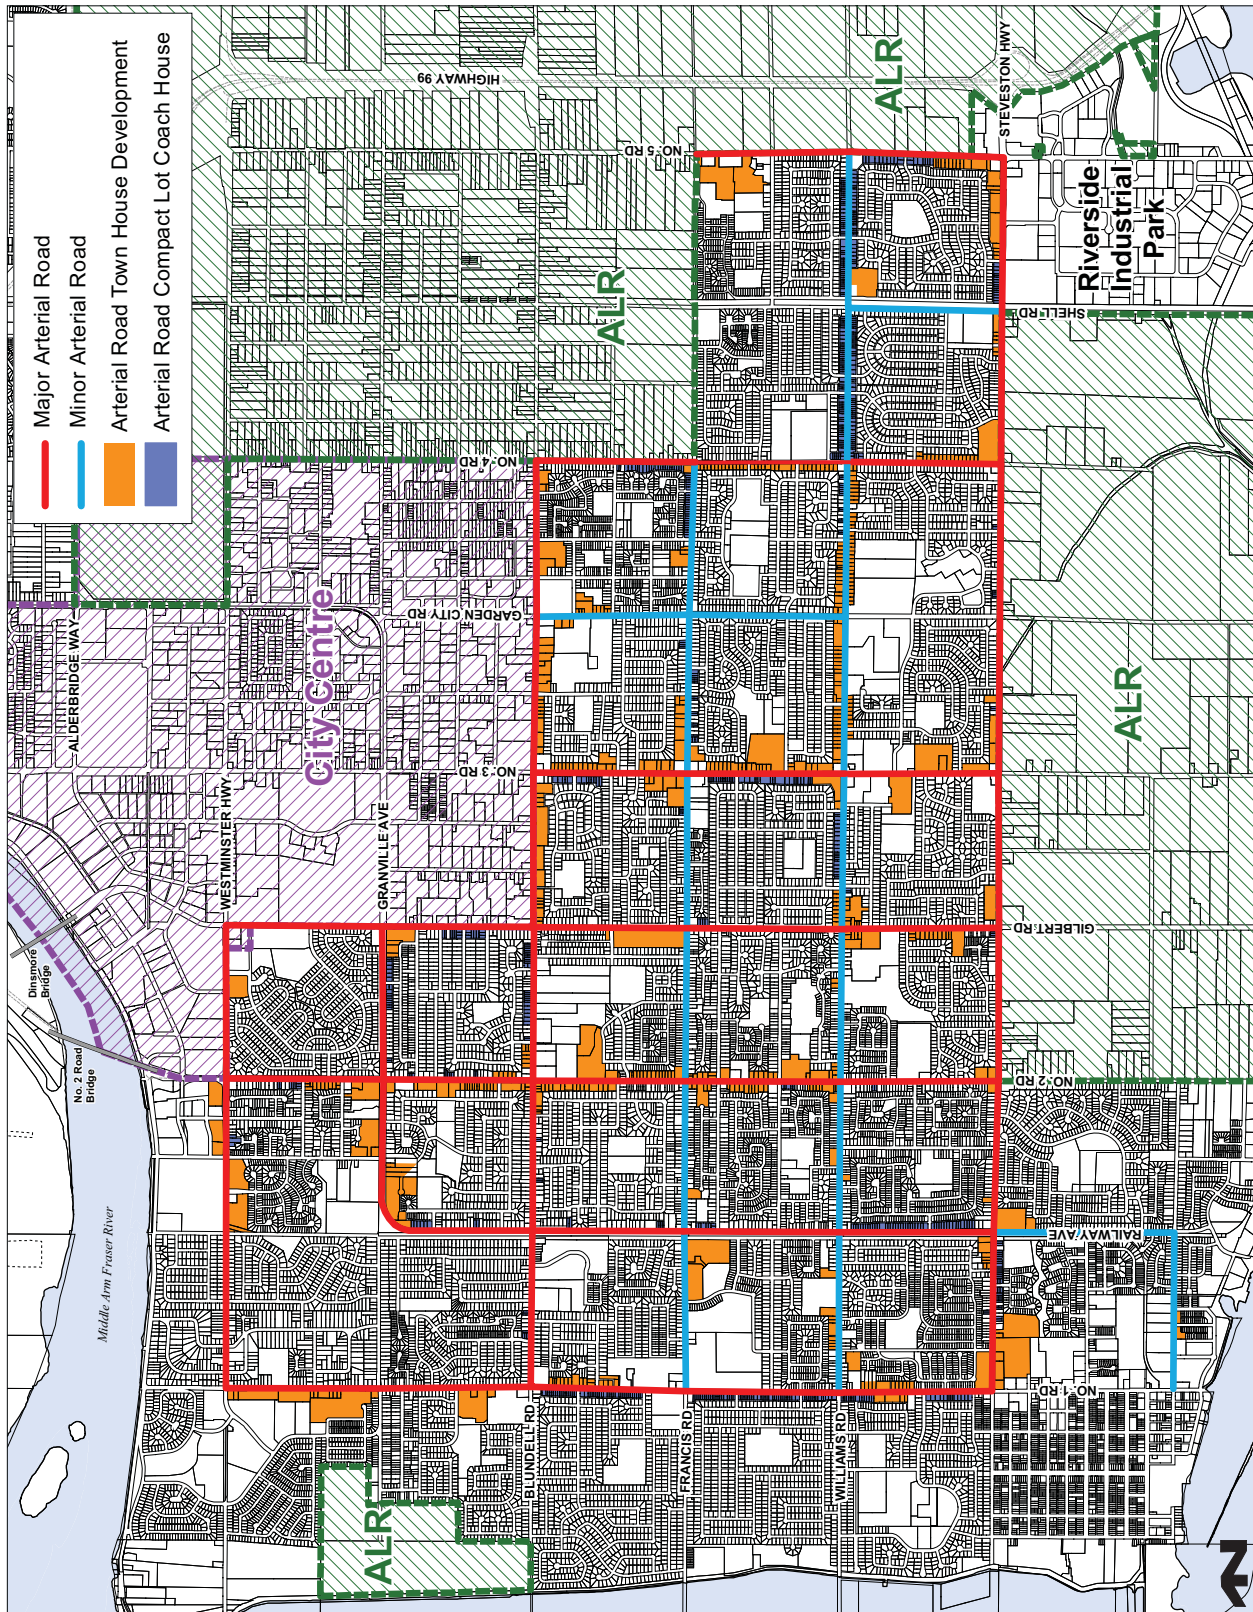 Major Arterial Road
Minor Arterial Road
Arterial Road Town House Development
Arterial Road Compact Lot Coach House
HIGHWAY 99
ALR
STEVESTON HWY
NO. 5 RD
Riverside
Industrial
Park
ALR
SHELL RD
NO. 4 RD
City Centre
GARDEN CITY RD
ALDERBRIDGE WAY
ALR
NO. 3 RD
WESTMINSTER HWY
GRANVILLE AVE
GILBERT RD
Dinsmore
Bridge
No. 2 Road
Bridge
NO. 2 RD
Middle Arm Fraser River
RAILWAY AVE
NO. 1 RD
BLUNDELL RD
FRANCIS RD
WILLIAMS RD
ALR
N